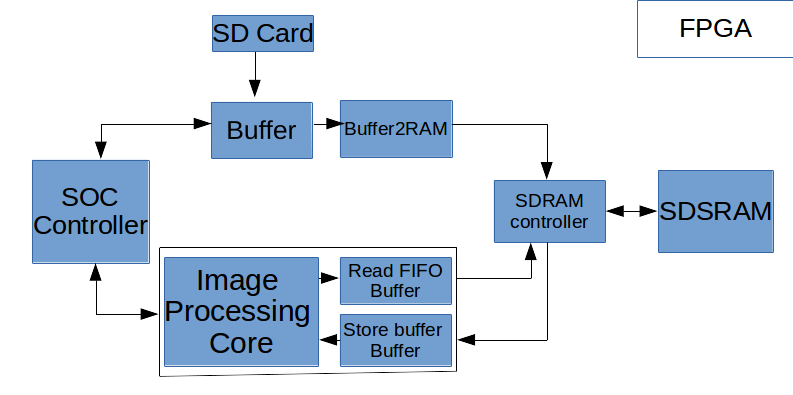 SD Card
FPGA
Buffer
Buffer2RAM
SOC
Controller
SDRAM
controller
SDSRAM
Image
Processing
Core
Read FIFO
Buffer
Store buffer
Buffer